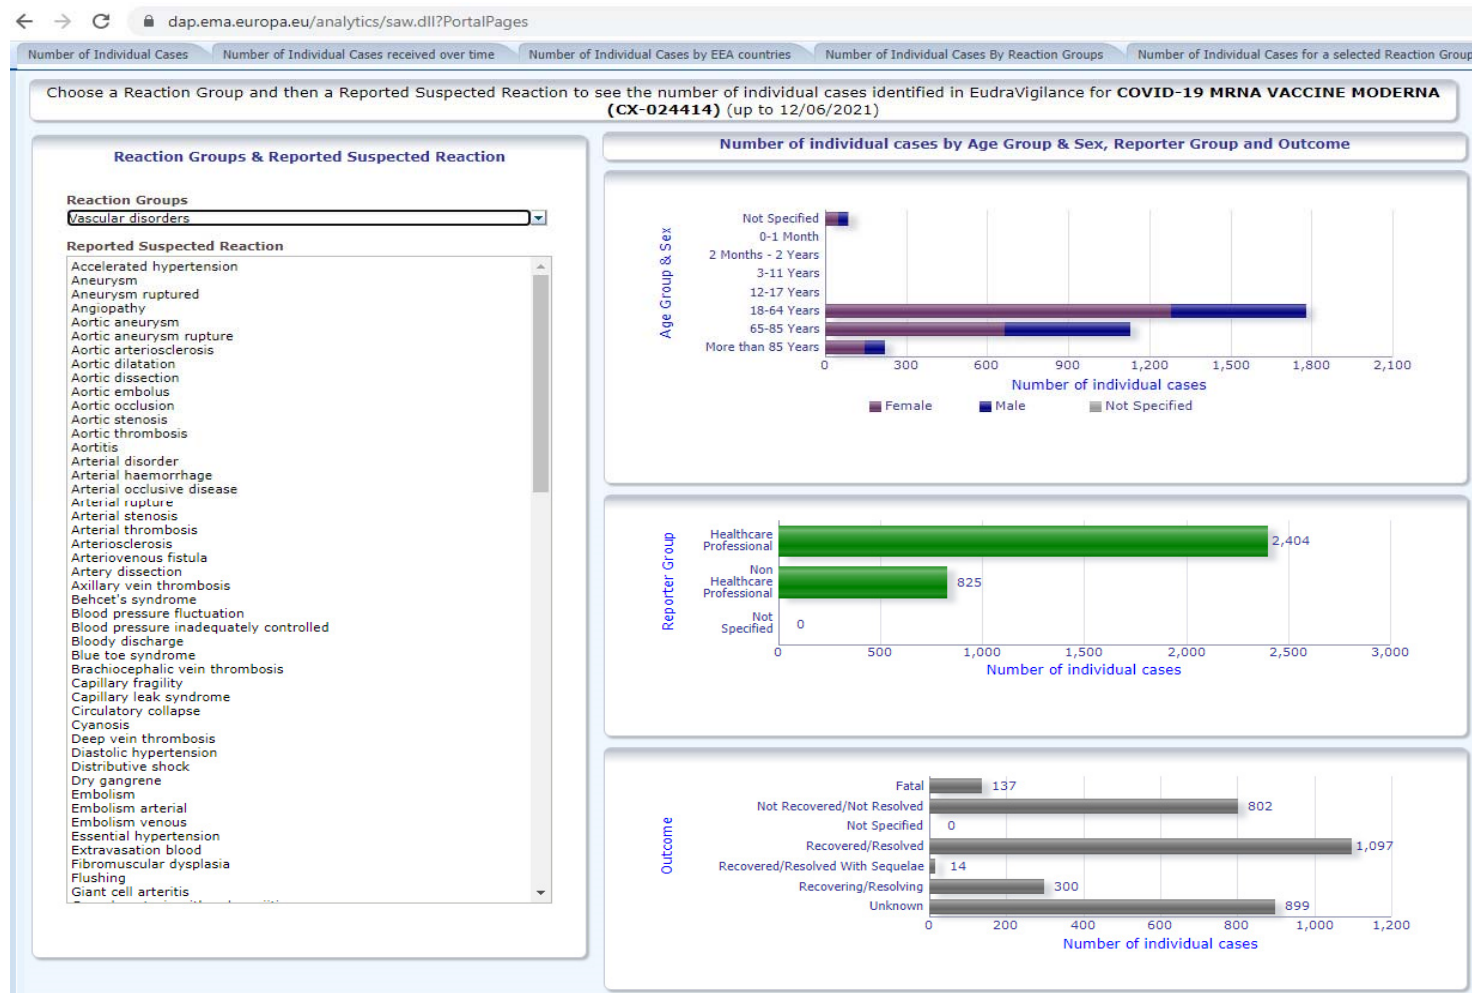 dap.ema.europa.eu/analytics/saw.dll?PortalPages
Number of Individual Cases
Number of Individual Cases received over time
Number of Individual Cases by EEA countries
Number of Individual Cases By Reaction Groups
Number of Individual Cases for a selected Reaction Group
Choose a Reaction Group and then a Reported Suspected Reaction to see the number of individual cases identified in EudraVigilance for COVID-19 MRNA VACCINE MODERNA
(CX-024414) (up to 12/06/2021)
Reaction Groups & Reported Suspected Reaction
Reaction Groups
Vascular disorders
Reported Suspected Reaction
Accelerated hypertension
Aneurysm
Aneurysm ruptured
Angiopathy
Aortic aneurysm
Aortic aneurysm rupture
Aortic arteriosclerosis
Aortic dilatation
Aortic dissection
Aortic embolus
Aortic occlusion
Aortic stenosis
Aortic thrombosis
Aortitis
Arterial disorder
Arterial haemorrhage
Arterial occlusive disease
Arterial rupture
Arterial stenosis
Arterial thrombosis
Arteriosclerosis
Arteriovenous fistula
Artery dissection
Axillary vein thrombosis
Behcet's syndrome
Blood pressure fluctuation
Blood pressure inadequately controlled
Bloody discharge
Blue toe syndrome
Brachiocephalic vein thrombosis
Capillary fragility
Capillary leak syndrome
Circulatory collapse
Cyanosis
Deep vein thrombosis
Diastolic hypertension
Distributive shock
Dry gangrene
Embolism
Embolism arterial
Embolism venous
Essential hypertension
Extravasation blood
Fibromuscular dysplasia
Flushing
Giant cell arteritis
Number of individual cases by Age Group & Sex, Reporter Group and Outcome
Age Group & Sex
Not Specified
0-1 Month
2 Months - 2 Years
3-11 Years
12-17 Years
18-64 Years
65-85 Years
More than 85 Years
0 300 600 900 1,200 1,500 1,800 2,100
Number of individual cases
Female Male Not Specified
Reporter Group
Healthcare
Professional
2,404
Non
Healthcare
Professional
825
Not
Specified
0
0 500 1,000 1,500 2,000 2,500 3,000
Number of individual cases
Outcome
Fatal 137
Not Recovered/Not Resolved 802
Not Specified 0
Recovered/Resolved 1,097
Recovered/Resolved With Sequelae 14
Recovering/Resolving 300
Unknown 899
0 200 400 600 800 1,000 1,200
Number of individual cases